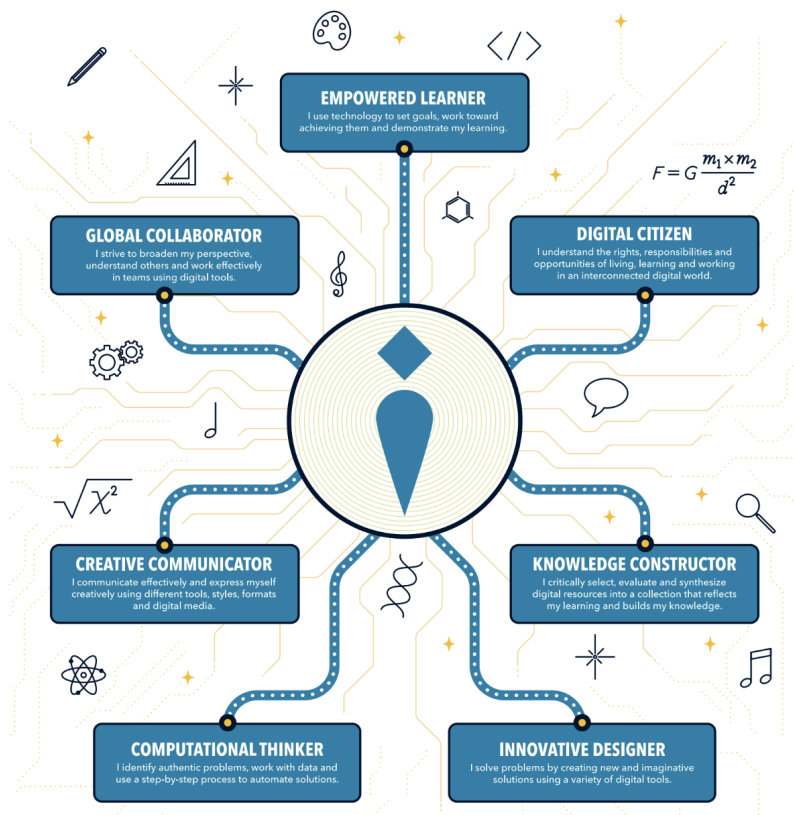 </>
EMPOWERED LEARNER
I use technology to set goals, work toward
achieving them and demonstrate my learning.
F = G m₁ × m₂ / d²
GLOBAL COLLABORATOR
I strive to broaden my perspective,
understand others and work effectively
in teams using digital tools.
DIGITAL CITIZEN
I understand the rights, responsibilities and
opportunities of living, learning and working
in an interconnected digital world.
√χ²
CREATIVE COMMUNICATOR
I communicate effectively and express myself
creatively using different tools, styles, formats
and digital media.
KNOWLEDGE CONSTRUCTOR
I critically select, evaluate and synthesize
digital resources into a collection that reflects
my learning and builds my knowledge.
COMPUTATIONAL THINKER
I identify authentic problems, work with data and
use a step-by-step process to automate solutions.
INNOVATIVE DESIGNER
I solve problems by creating new and imaginative
solutions using a variety of digital tools.